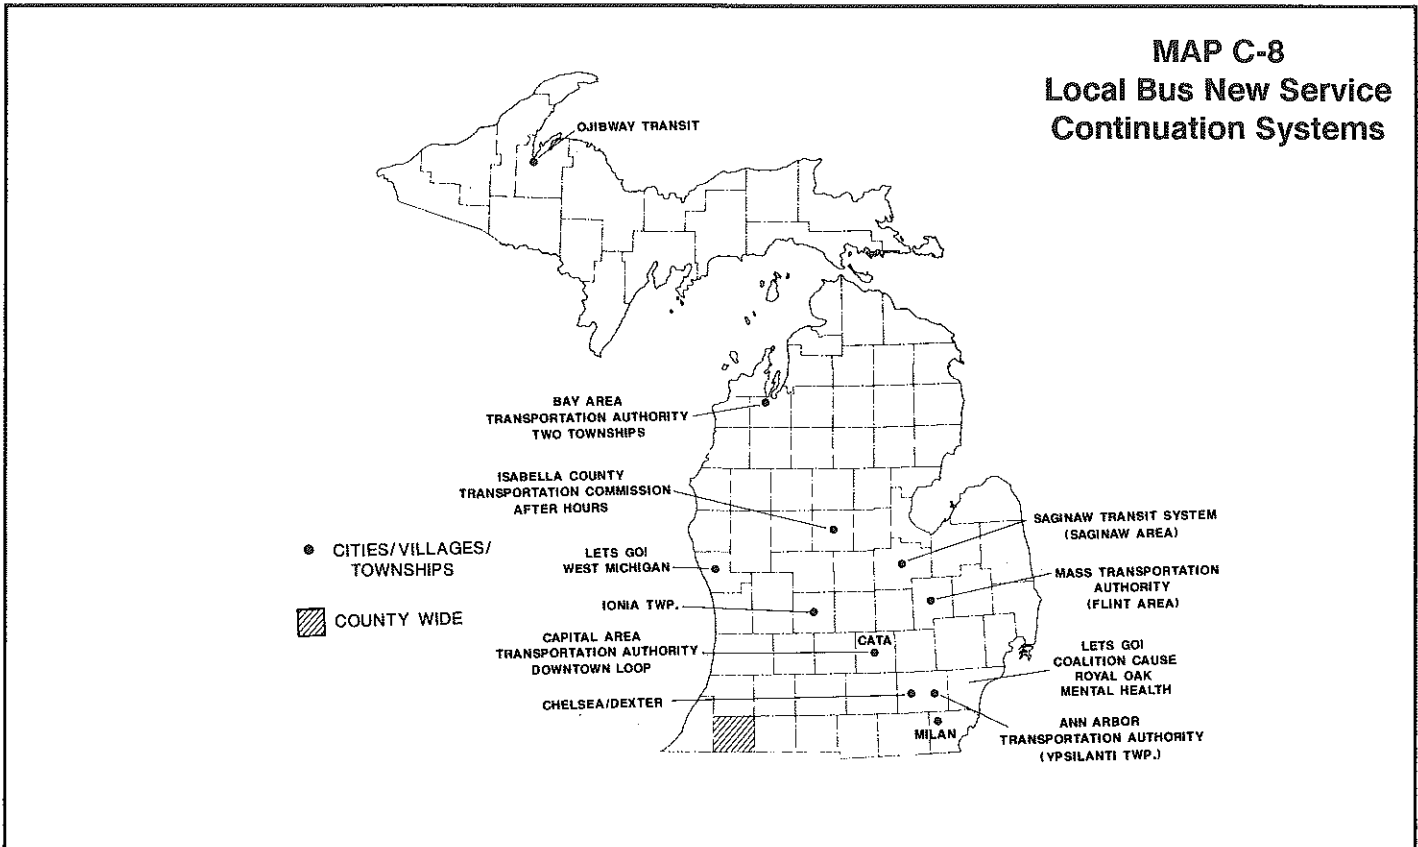 MAP C-8
Local Bus New Service
Continuation Systems
OJIBWAY TRANSIT
BAY AREA
TRANSPORTATION AUTHORITY
TWO TOWNSHIPS
ISABELLA COUNTY
TRANSPORTATION COMMISSION
AFTER HOURS
SAGINAW TRANSIT SYSTEM
(SAGINAW AREA)
CITIES/VILLAGES/
TOWNSHIPS
COUNTY WIDE
LETS GO!
WEST MICHIGAN
MASS TRANSPORTATION
AUTHORITY
(FLINT AREA)
IONIA TWP.
CAPITAL AREA
TRANSPORTATION AUTHORITY
DOWNTOWN LOOP
CATA
LETS GO!
COALITION CAUSE
ROYAL OAK
MENTAL HEALTH
CHELSEA/DEXTER
MILAN
ANN ARBOR
TRANSPORTATION AUTHORITY
(YPSILANTI TWP.)